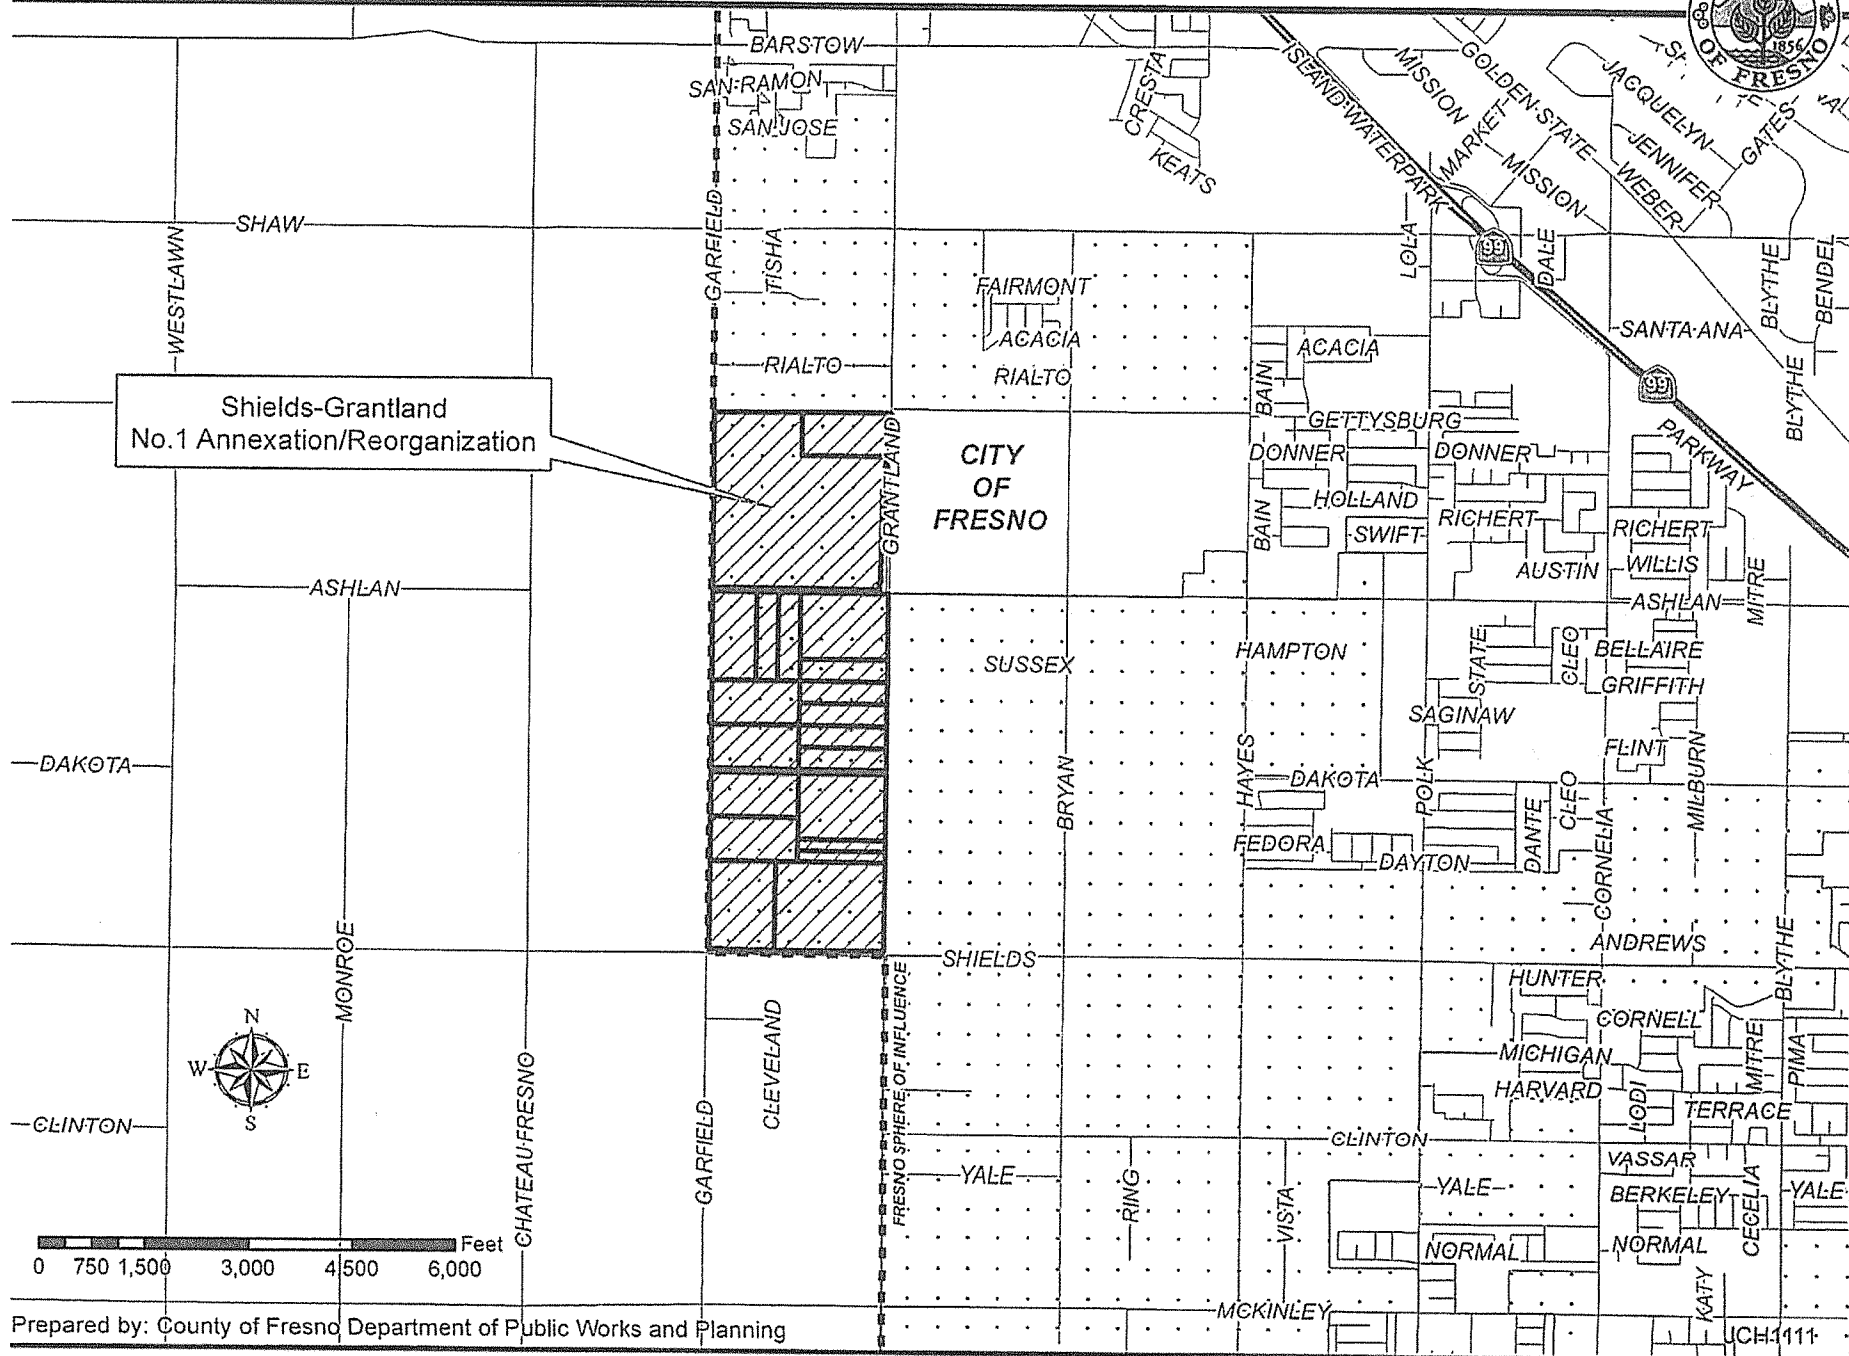 1856
OF FRESNO
BARSTOW
SAN RAMON
SAN JOSE
CRESTA
KEATS
ISLAND WATERPARK
MISSION
GOLDEN STATE
MARKET
MISSION
JACQUELYN
JENNIFER
GATES
WEBER
SHAW
WESTLAWN
GARFIELD
TISHA
LOLA
99
DALE
BLYTHE
BENDEL
FAIRMONT
ACACIA
RIALTO
RIALTO
ACACIA
SANTA ANA
99
BLYTHE
PARKWAY
Shields-Grantland
No.1 Annexation/Reorganization
GRANTLAND
CITY
OF
FRESNO
BAIN
GETTYSBURG
DONNER
DONNER
HOLLAND
BAIN
SWIFT
RICHERT
RICHERT
AUSTIN
WILLIS
MITRE
ASHLAN
ASHLAN
SUSSEX
HAMPTON
STATE
CLEO
BELLAIRE
GRIFFITH
SAGINAW
FLINT
MILBURN
DAKOTA
BRYAN
HAYES
DAKOTA
POLK
CLEO
DANTE
CORNELIA
FEDORA
DAYTON
MONROE
SHIELDS
ANDREWS
BLYTHE
HUNTER
CORNELL
MICHIGAN
MITRE
PIMA
HARVARD
LODI
TERRACE
N
W
E
S
CLEVELAND
FRESNO SPHERE OF INFLUENCE
CHATEAU FRESNO
GARFIELD
CLINTON
CLINTON
YALE
RING
VISTA
YALE
VASSAR
BERKELEY
CECELIA
YALE
NORMAL
NORMAL
KATY
Feet
0 750 1,500 3,000 4,500 6,000
MCKINLEY
Prepared by: County of Fresno Department of Public Works and Planning
JCH1111